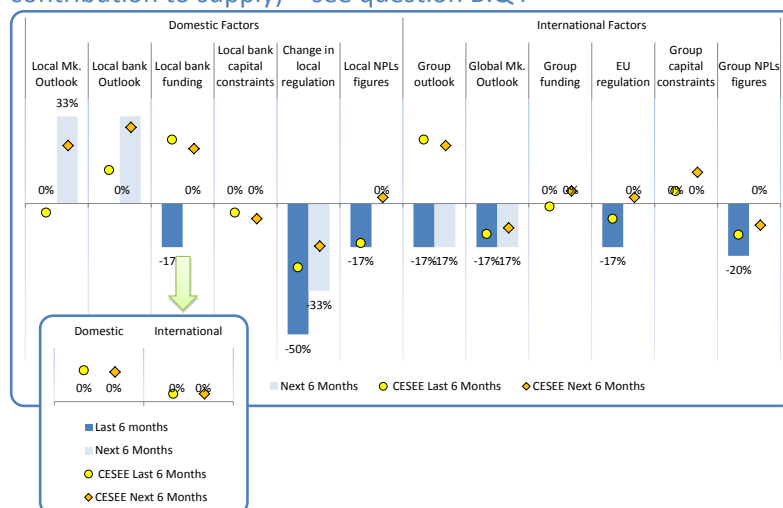 Domestic Factors International Factors
Local Mk. Outlook Local bank Outlook Local bank funding Local bank capital constraints Change in local regulation Local NPLs figures Group outlook Global Mk. Outlook Group funding EU regulation Group capital constraints Group NPLs figures
33%
0% 0% 0% 0% 0% 0% 0% 0% 0% 0% 0% 0%
-17% -17% -17% 17% -17% 17% -17%
-33% -20%
-50%
Next 6 Months CESEE Last 6 Months CESEE Next 6 Months
Domestic International
0% 0% 0% 0%
Last 6 months
Next 6 Months
CESEE Last 6 Months
CESEE Next 6 Months